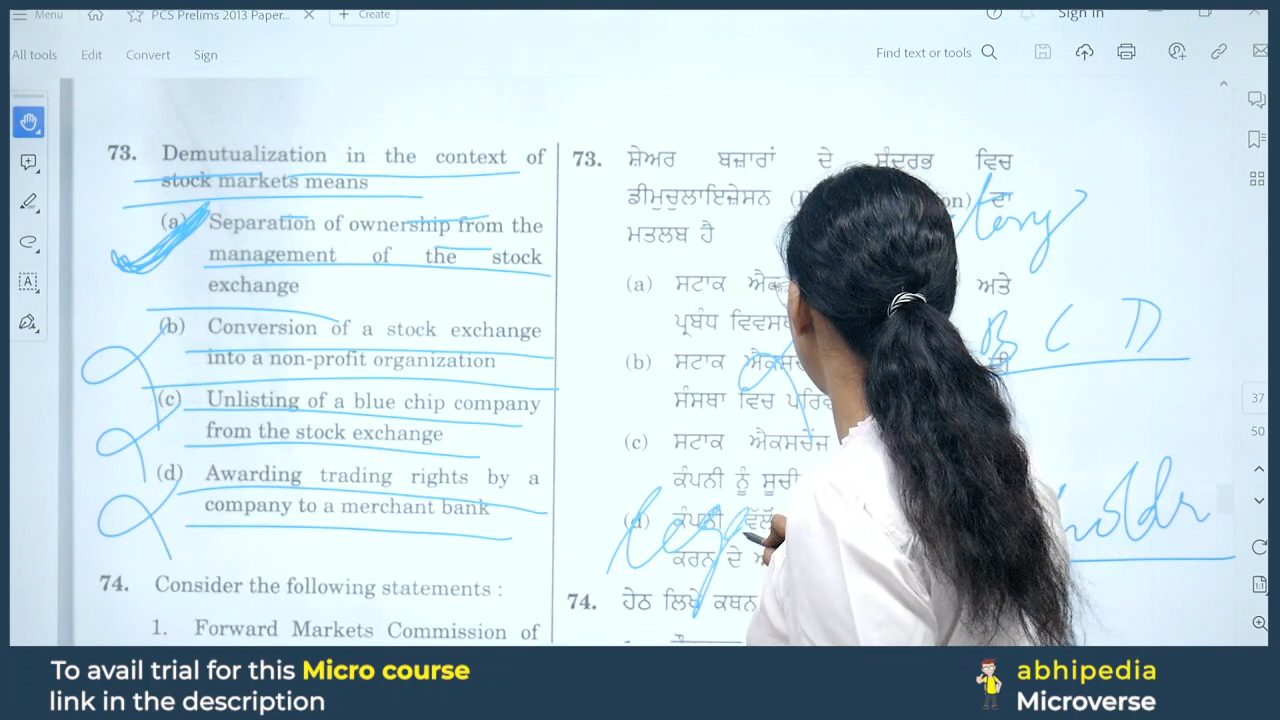 Menu
PCS Prelims 2013 Paper...
Create
Sign In
All tools Edit Convert Sign
Find text or tools
73. Demutualization in the context of
stock markets means
(a) Separation of ownership from the
management of the stock
exchange
(b) Conversion of a stock exchange
into a non-profit organization
(c) Unlisting of a blue chip company
from the stock exchange
(d) Awarding trading rights by a
company to a merchant bank
74. Consider the following statements :
1. Forward Markets Commission of
73. ਸ਼ੇਅਰ ਬਜ਼ਾਰਾਂ ਦੇ ਸੰਦਰਭ ਵਿਚ
ਡੀਮੁਚੁਲਾਇਜ਼ੇਸਨ ਦਾ
ਮਤਲਬ ਹੈ
(a) ਸਟਾਕ ਅਤੇ
ਪ੍ਰਬੰਧ
B C D
(b) ਸਟਾਕ
ਸੰਸਥਾ ਵਿਚ
(c) ਸਟਾਕ ਐਕਸਚੇਂਜ
ਕੰਪਨੀ ਨੂੰ ਸੂਚੀ
(d) ਕੰਪਨੀ ਵੱਲੋਂ
ਕਰਨ ਦੇ
74. ਹੇਠ ਲਿਖੇ ਕਥਨ
37
50
To avail trial for this Micro course
link in the description
abhipedia
Microverse